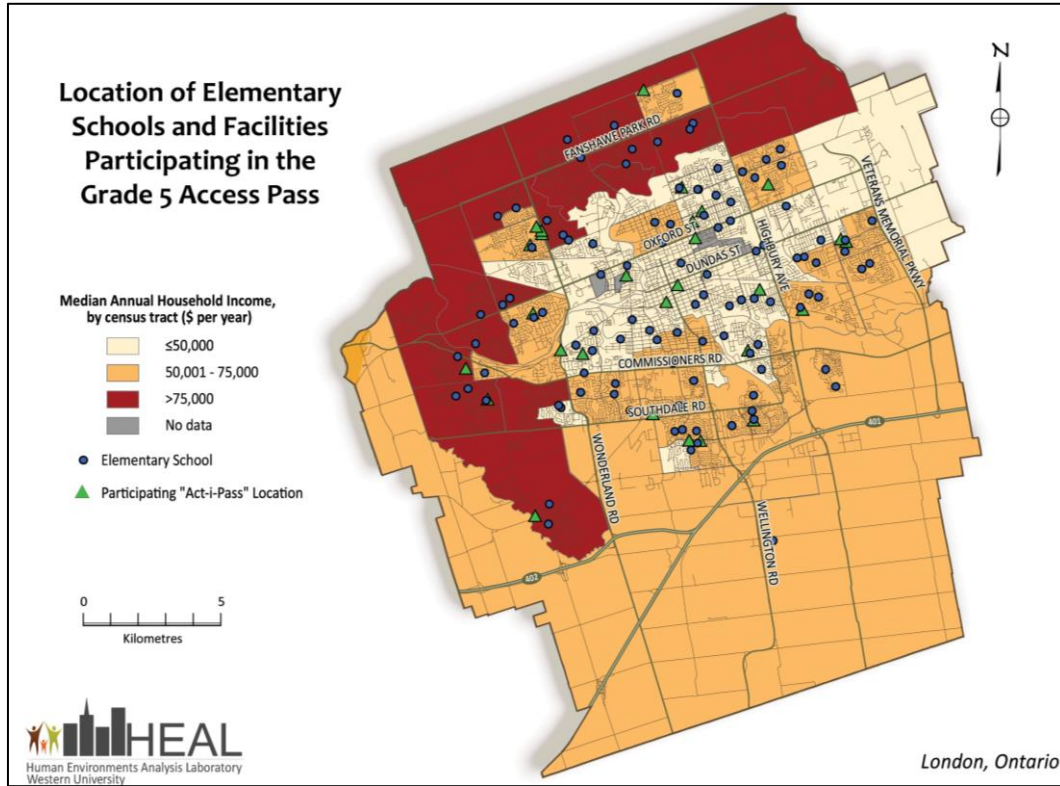 Location of Elementary
Schools and Facilities
Participating in the
Grade 5 Access Pass
Median Annual Household Income,
by census tract ($ per year)
≤50,000
50,001 - 75,000
>75,000
No data
Elementary School
Participating "Act-i-Pass" Location
0 5
Kilometres
HEAL
Human Environments Analysis Laboratory
Western University
N
FANSHAWE PARK RD
VETERANS MEMORIAL PKWY
HIGHBURY AVE
OXFORD ST
DUNDAS ST
COMMISSIONERS RD
SOUTHDALE RD
401
WONDERLAND RD
WELLINGTON RD
402
London, Ontario